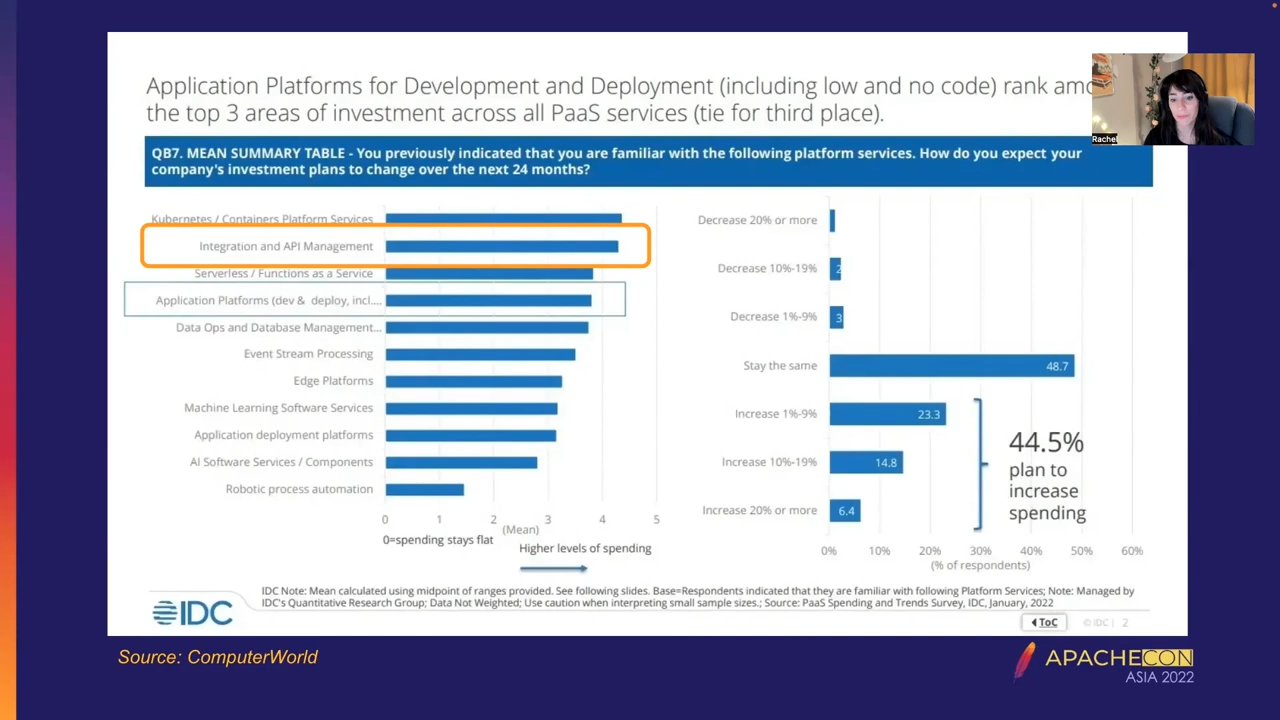 Application Platforms for Development and Deployment (including low and no code) rank
the top 3 areas of investment across all PaaS services (tie for third place).
Rachel
QB7. MEAN SUMMARY TABLE - You previously indicated that you are familiar with the following platform services. How do you expect your
company's investment plans to change over the next 24 months?
Kubernetes / Containers Platform Services
Integration and API Management
Serverless / Functions as a Service
Application Platforms (dev & deploy, incl....
Data Ops and Database Management...
Event Stream Processing
Edge Platforms
Machine Learning Software Services
Application deployment platforms
AI Software Services / Components
Robotic process automation
0 1 2 3 4 5
(Mean)
0=spending stays flat
Higher levels of spending
Decrease 20% or more
Decrease 10%-19% 2
Decrease 1%-9% 3
Stay the same 48.7
Increase 1%-9% 23.3
Increase 10%-19% 14.8
Increase 20% or more 6.4
0% 10% 20% 30% 40% 50% 60%
(% of respondents)
44.5%
plan to
increase
spending
IDC Note: Mean calculated using midpoint of ranges provided. See following slides. Base=Respondents indicated that they are familiar with following Platform Services; Note: Managed by
IDC's Quantitative Research Group; Data Not Weighted; Use caution when interpreting small sample sizes.; Source: PaaS Spending and Trends Survey, IDC, January, 2022
IDC
ToC
© IDC | 2
Source: ComputerWorld
APACHECON
ASIA 2022